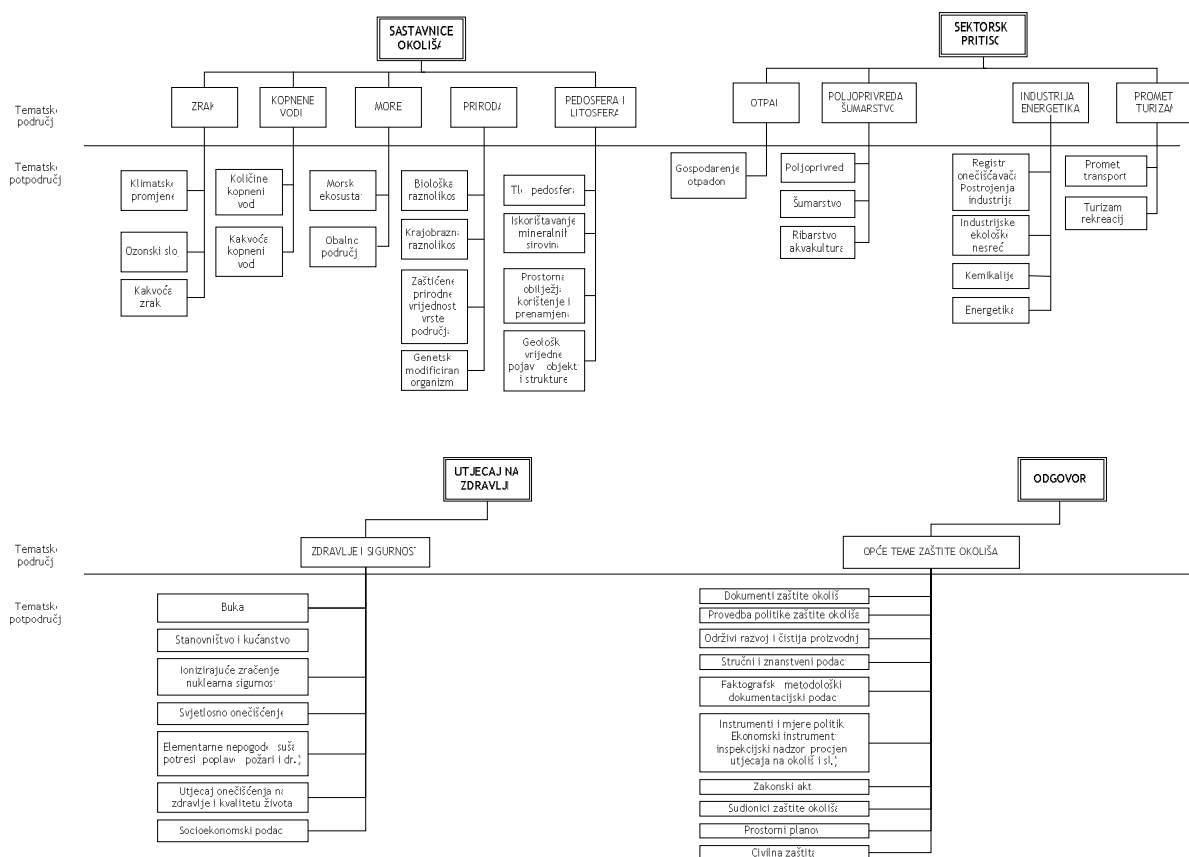 SASTAVNICE
OKOLIŠA
SEKTORSK
PRITISC
Tematsk
područj
ZRAK
KOPNENE
VODE
MORE
PRIRODA
PEDOSFERA I
LITOSFERA
OTPAD
POLJOPRIVREDA
ŠUMARSTVO
INDUSTRIJA
ENERGETIKA
PROMET
TURIZAM
Tematsk
potpodručj
Klimatske
promjene
Ozonski sloj
Kakvoća
zrak
Količine
kopneni
vod
Kakvoća
kopneni
vod
Morsk
ekosusta
Obalno
područj
Biološka
raznolikos
Krajobrazna
raznolikos
Zaštićene
prirodne
vrijednost
vrste
područja
Genetsk
modificiran
organizm
Tlo pedosfera
Iskorištavanje
mineralnih
sirovina
Prostorna
obilježja
korištenje i
prenamjena
Geološk
vrijedne
pojav objekt
i strukture
Gospodarenje
otpadom
Poljoprivred
Šumarstvo
Ribarstvo
akvakultura
Registr
onečišćavača
Postrojenja
industrija
Industrijske
ekološke
nesreć
Kemikalije
Energetika
Promet
transport
Turizam
rekreacij
UTJECAJ NA
ZDRAVLJE
ODGOVOR
Tematsk
područj
ZDRAVLJE I SIGURNOST
OPĆE TEME ZAŠTITE OKOLIŠA
Tematsk
potpodručj
Buka
Stanovništvo i kućanstvo
Ionizirajuće zračenje
nuklearna sigurnos
Svjetlosno onečišćenje
Elementarne nepogode suša
potresi poplave požari i dr.)
Utjecaj onečišćenja na
zdravlje i kvalitetu života
Socioekonomski podac
Dokumenti zaštite okoliš
Provedba politike zaštite okoliša
Održivi razvoj i čistija proizvodnj
Stručni i znanstveni podac
Faktografsk metodološki
dokumentacijski podac
Instrumenti i mjere politik
Ekonomski instrument
inspekcijski nadzor procjen
utjecaja na okoliš i sl.)
Zakonski akt
Sudionici zaštite okoliša
Prostorni planov
Civilna zaštita